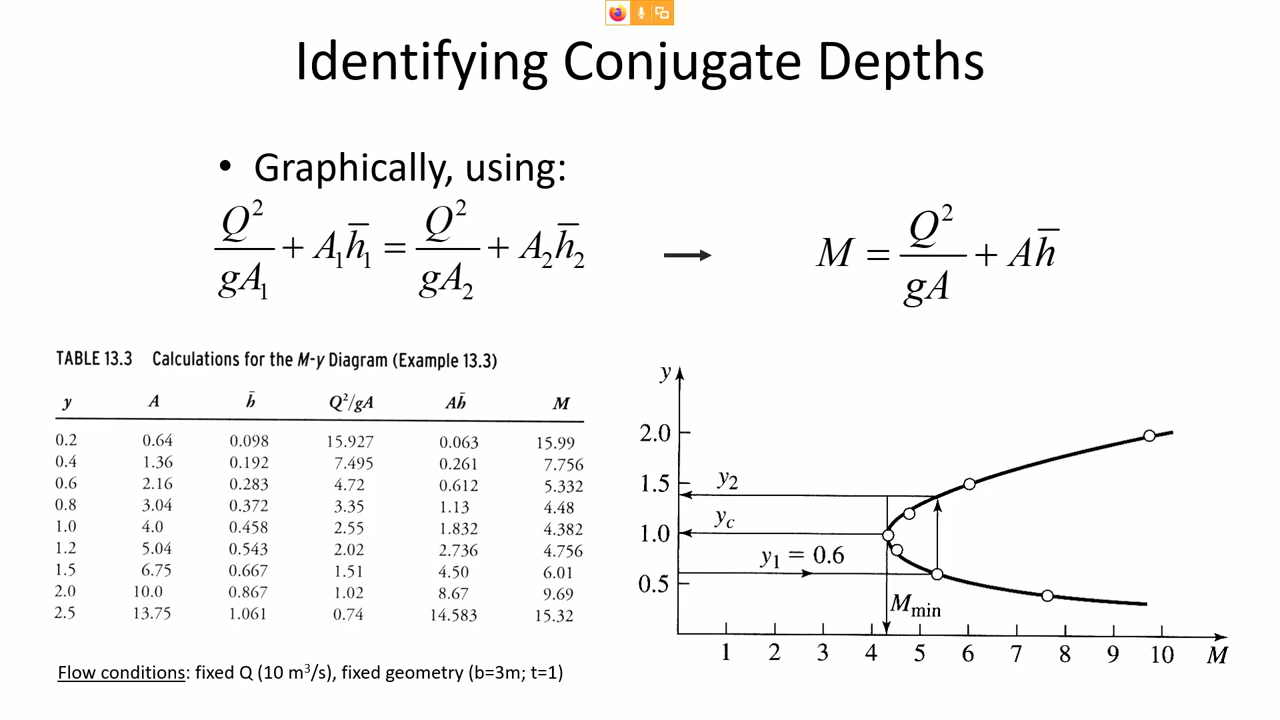 Identifying Conjugate Depths
• Graphically, using:
Q²/gA₁ + A₁h̄₁ = Q²/gA₂ + A₂h̄₂ → M = Q²/gA + Ah̄
TABLE 13.3 Calculations for the M-y Diagram (Example 13.3)
y A h̄ Q²/gA Ah̄ M
0.2 0.64 0.098 15.927 0.063 15.99
0.4 1.36 0.192 7.495 0.261 7.756
0.6 2.16 0.283 4.72 0.612 5.332
0.8 3.04 0.372 3.35 1.13 4.48
1.0 4.0 0.458 2.55 1.832 4.382
1.2 5.04 0.543 2.02 2.736 4.756
1.5 6.75 0.667 1.51 4.50 6.01
2.0 10.0 0.867 1.02 8.67 9.69
2.5 13.75 1.061 0.74 14.583 15.32
Flow conditions: fixed Q (10 m³/s), fixed geometry (b=3m; t=1)
y
2.0
1.5
1.0
0.5
y₂
y_c
y₁ = 0.6
M_min
1 2 3 4 5 6 7 8 9 10 M